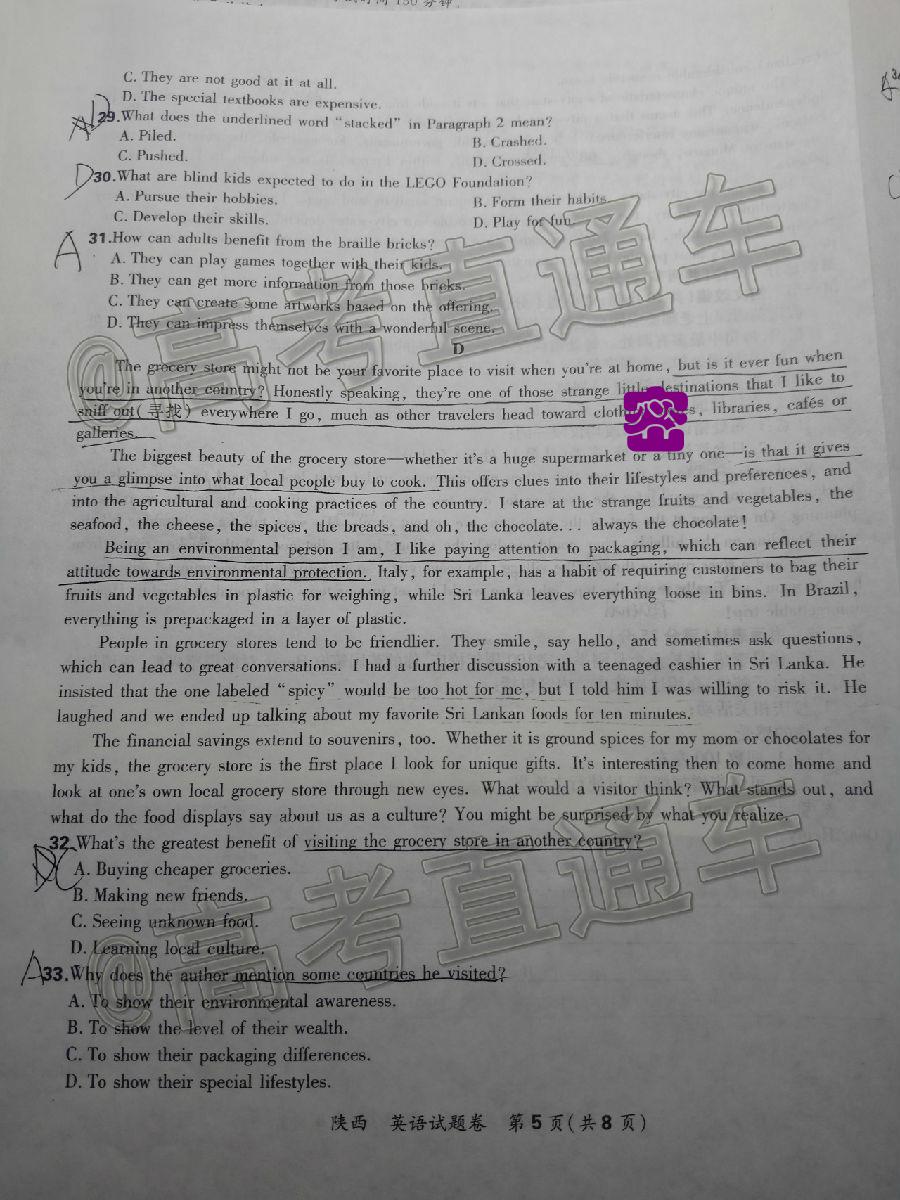 C. They are not good at it at all.
D. The special textbooks are expensive.
29.What does the underlined word "stacked" in Paragraph 2 mean?
A. Piled.
B. Crashed.
C. Pushed.
D. Crossed.
D
30.What are blind kids expected to do in the LEGO Foundation?
A. Pursue their hobbies.
B. Form their habits.
C. Develop their skills.
D. Play for fun.
A
31.How can adults benefit from the braille bricks?
A. They can play games together with their kids.
B. They can get more information from those bricks.
C. They can create some artworks based on the offering.
D. They can impress themselves with a wonderful scene.
D
The grocery store might not be your favorite place to visit when you're at home, but is it ever fun when
you're in another country? Honestly speaking, they're one of those strange little destinations that I like to
sniff out(寻找) everywhere I go, much as other travelers head toward libraries, cafés or
galleries.
The biggest beauty of the grocery store—whether it's a huge supermarket or a tiny one—is that it gives
you a glimpse into what local people buy to cook. This offers clues into their lifestyles and preferences, and
into the agricultural and cooking practices of the country. I stare at the strange fruits and vegetables, the
seafood, the cheese, the spices, the breads, and oh, the chocolate... always the chocolate!
Being an environmental person I am, I like paying attention to packaging, which can reflect their
attitude towards environmental protection. Italy, for example, has a habit of requiring customers to bag their
fruits and vegetables in plastic for weighing, while Sri Lanka leaves everything loose in bins. In Brazil,
everything is prepackaged in a layer of plastic.
People in grocery stores tend to be friendlier. They smile, say hello, and sometimes ask questions,
which can lead to great conversations. I had a further discussion with a teenaged cashier in Sri Lanka. He
insisted that the one labeled "spicy" would be too hot for me, but I told him I was willing to risk it. He
laughed and we ended up talking about my favorite Sri Lankan foods for ten minutes.
The financial savings extend to souvenirs, too. Whether it is ground spices for my mom or chocolates for
my kids, the grocery store is the first place I look for unique gifts. It's interesting then to come home and
look at one's own local grocery store through new eyes. What would a visitor think? What stands out, and
what do the food displays say about us as a culture? You might be surprised by what you realize.
32.What's the greatest benefit of visiting the grocery store in another country?
A. Buying cheaper groceries.
B. Making new friends.
C. Seeing unknown food.
D. Learning local culture.
A
33.Why does the author mention some countries he visited?
A. To show their environmental awareness.
B. To show the level of their wealth.
C. To show their packaging differences.
D. To show their special lifestyles.
陕西 英语试题卷 第5页(共8页)
@高考直通车
@高考直通车